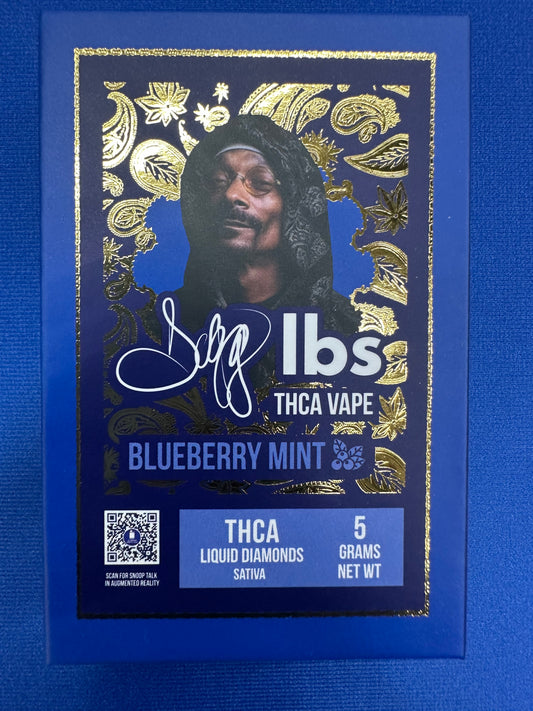 lbs
THCA VAPE
BLUEBERRY MINT
THCA
LIQUID DIAMONDS
SATIVA
5
GRAMS
NET WT
SCAN FOR SNOOP TALK
IN AUGMENTED REALITY